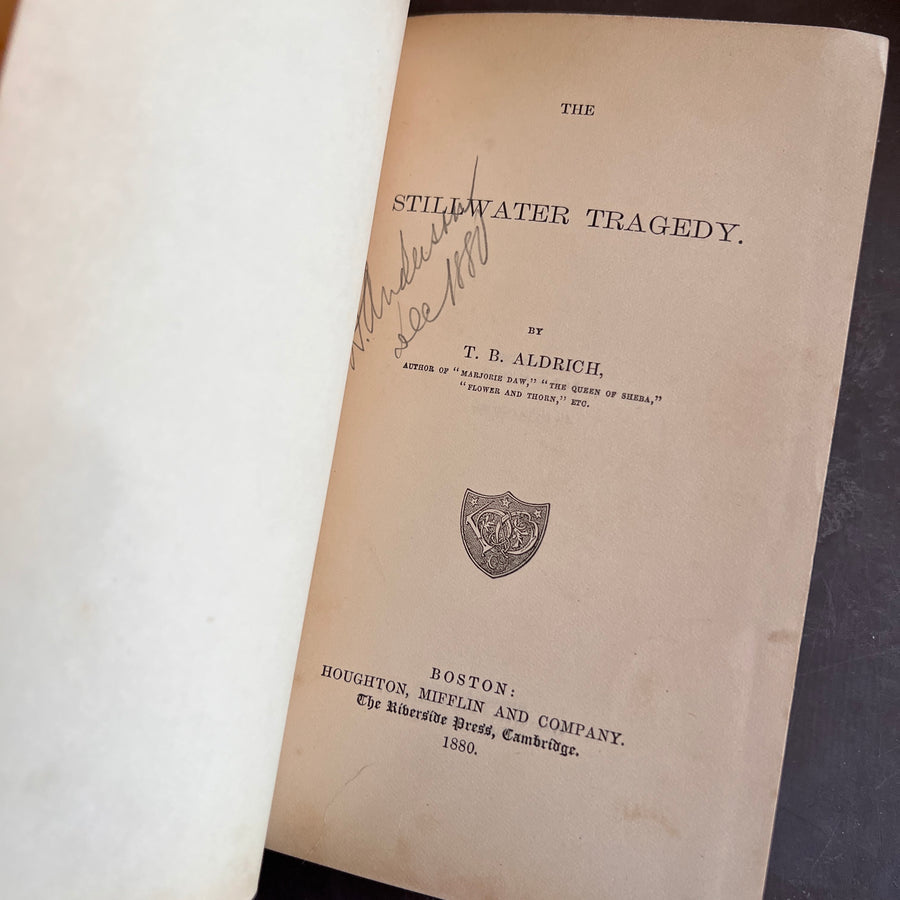 THE
STILLWATER TRAGEDY.
Anderson
Dec 1880
BY
T. B. ALDRICH,
AUTHOR OF "MARJORIE DAW," "THE QUEEN OF SHEBA,"
"FLOWER AND THORN," ETC.
BOSTON:
HOUGHTON, MIFFLIN AND COMPANY.
The Riverside Press, Cambridge.
1880.